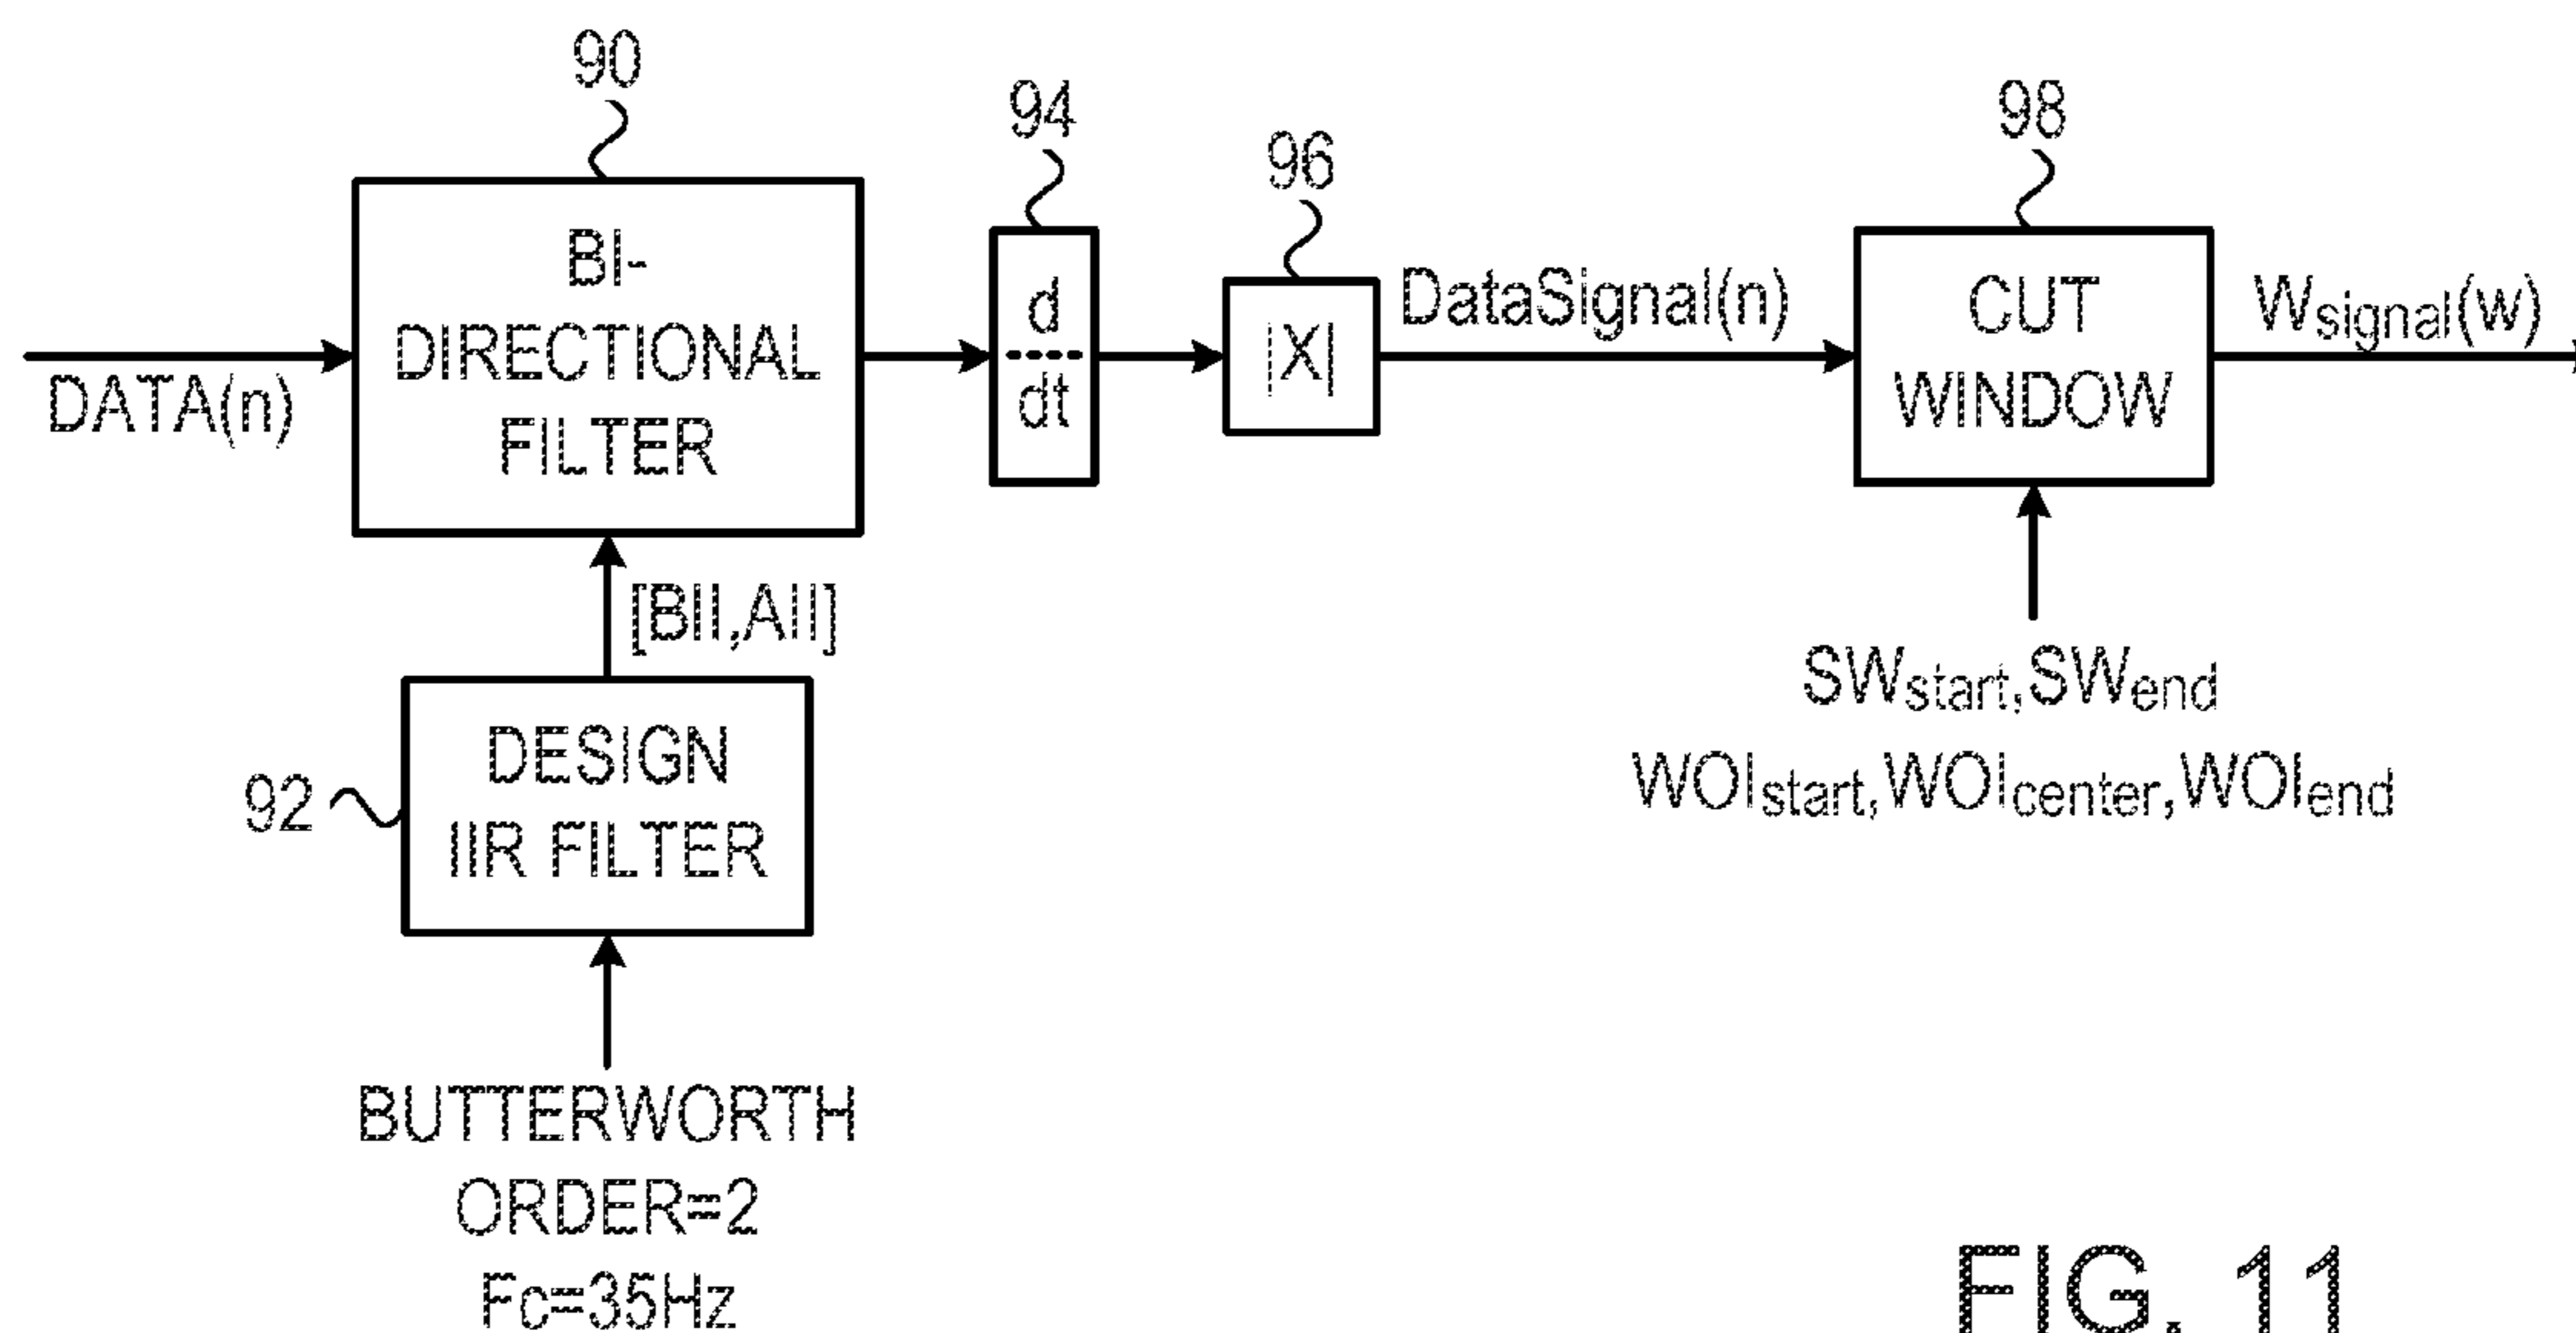 90
94
96
98
BI-
DIRECTIONAL
FILTER
d
dt
|X|
DataSignal(n)
CUT
WINDOW
Wsignal(w)
DATA(n)
[BII,AII]
SWstart,SWend
WOIstart,WOIcenter,WOIend
92
DESIGN
IIR FILTER
BUTTERWORTH
ORDER=2
Fc=35Hz
FIG. 11